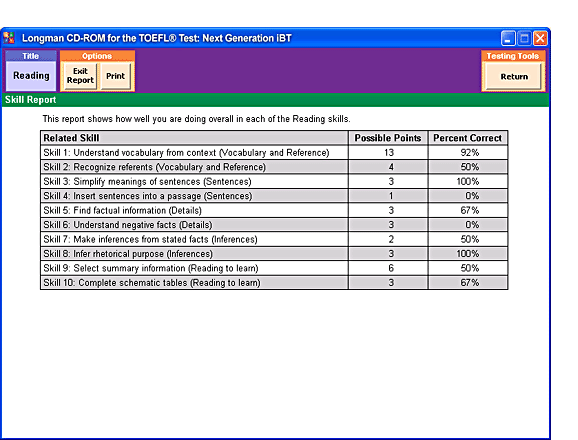 Longman CD-ROM for the TOEFL® Test: Next Generation iBT
Title Options Testing Tools
Reading Exit Report Print Return
Skill Report
This report shows how well you are doing overall in each of the Reading skills.
Related Skill Possible Points Percent Correct
Skill 1: Understand vocabulary from context (Vocabulary and Reference) 13 92%
Skill 2: Recognize referents (Vocabulary and Reference) 4 50%
Skill 3: Simplify meanings of sentences (Sentences) 3 100%
Skill 4: Insert sentences into a passage (Sentences) 1 0%
Skill 5: Find factual information (Details) 3 67%
Skill 6: Understand negative facts (Details) 3 0%
Skill 7: Make inferences from stated facts (Inferences) 2 50%
Skill 8: Infer rhetorical purpose (Inferences) 3 100%
Skill 9: Select summary information (Reading to learn) 6 50%
Skill 10: Complete schematic tables (Reading to learn) 3 67%